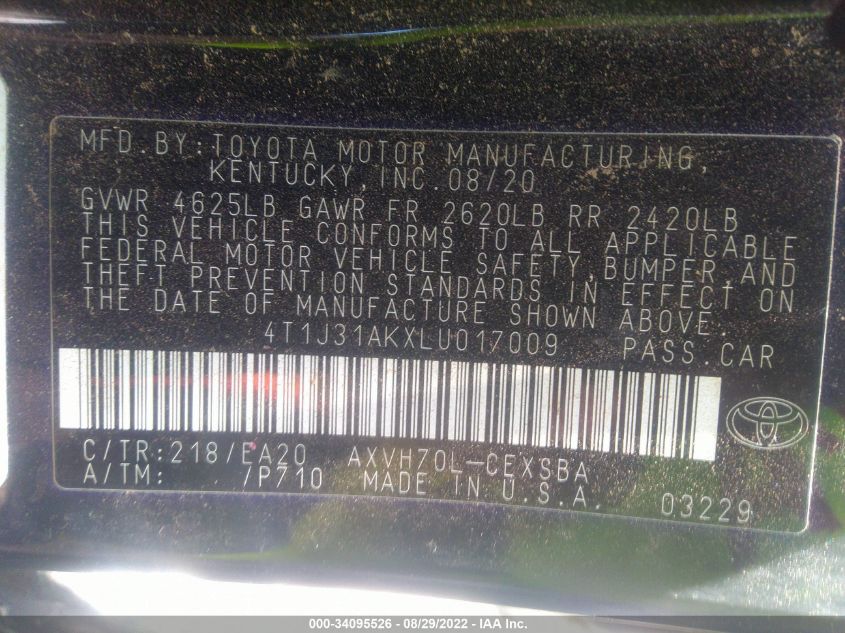 MFD.BY:TOYOTA MOTOR MANUFACTURING,
KENTUCKY,INC.08/20
GVWR 4625LB GAWR FR 2620LB RR 2420LB
THIS VEHICLE CONFORMS TO ALL APPLICABLE
FEDERAL MOTOR VEHICLE SAFETY,BUMPER,AND
THEFT PREVENTION STANDARDS IN EFFECT ON
THE DATE OF MANUFACTURE SHOWN ABOVE.
4T1J31AKXLU017009 PASS.CAR
C/TR:218/EA20 AXVH70L-CEXSBA
A/TM: /P710 MADE IN U.S.A. 03229
000-34095526 - 08/29/2022 - IAA Inc.